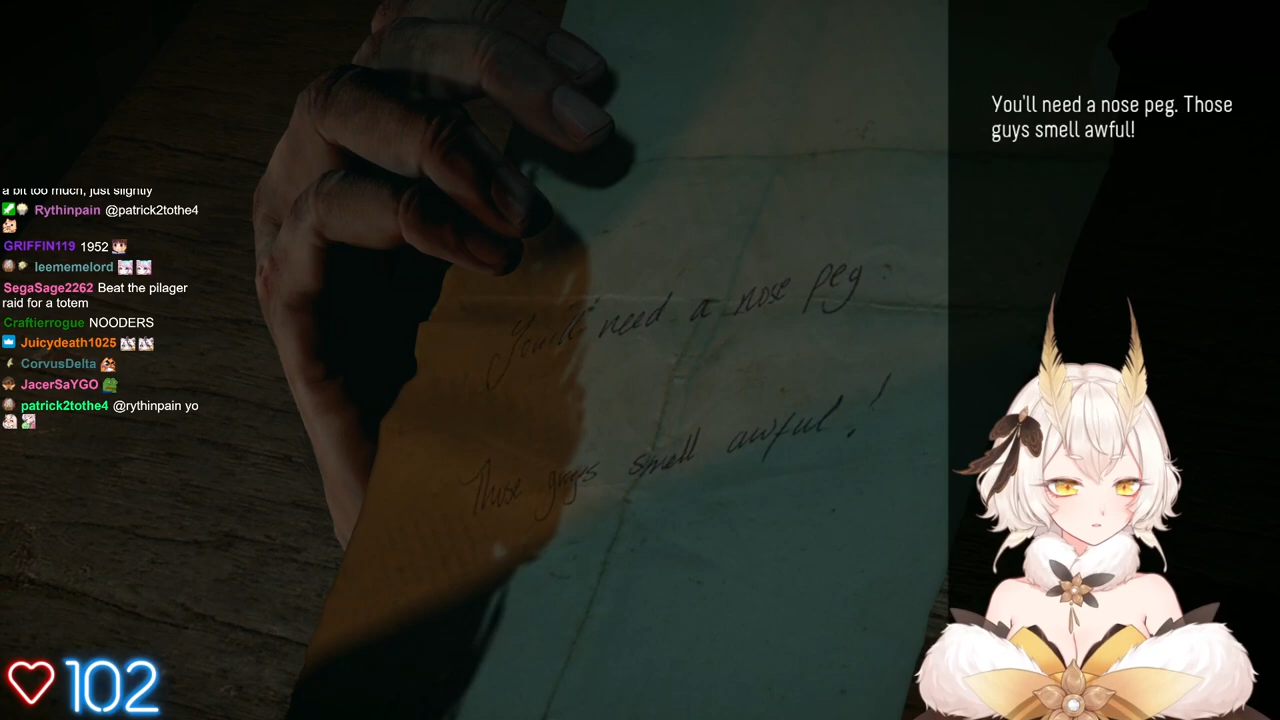 You'll need a nose peg. Those
guys smell awful!
a bit too much, just slightly
Rythinpain @patrick2tothe4
GRIFFIN119 1952
leememelord
SegaSage2262 Beat the pilager
raid for a totem
Craftierrogue NOODERS
Juicydeath1025
CorvusDelta
JacerSaYGO
patrick2tothe4 @rythinpain yo
You'll need a nose peg.
Those guys smell awful!
102